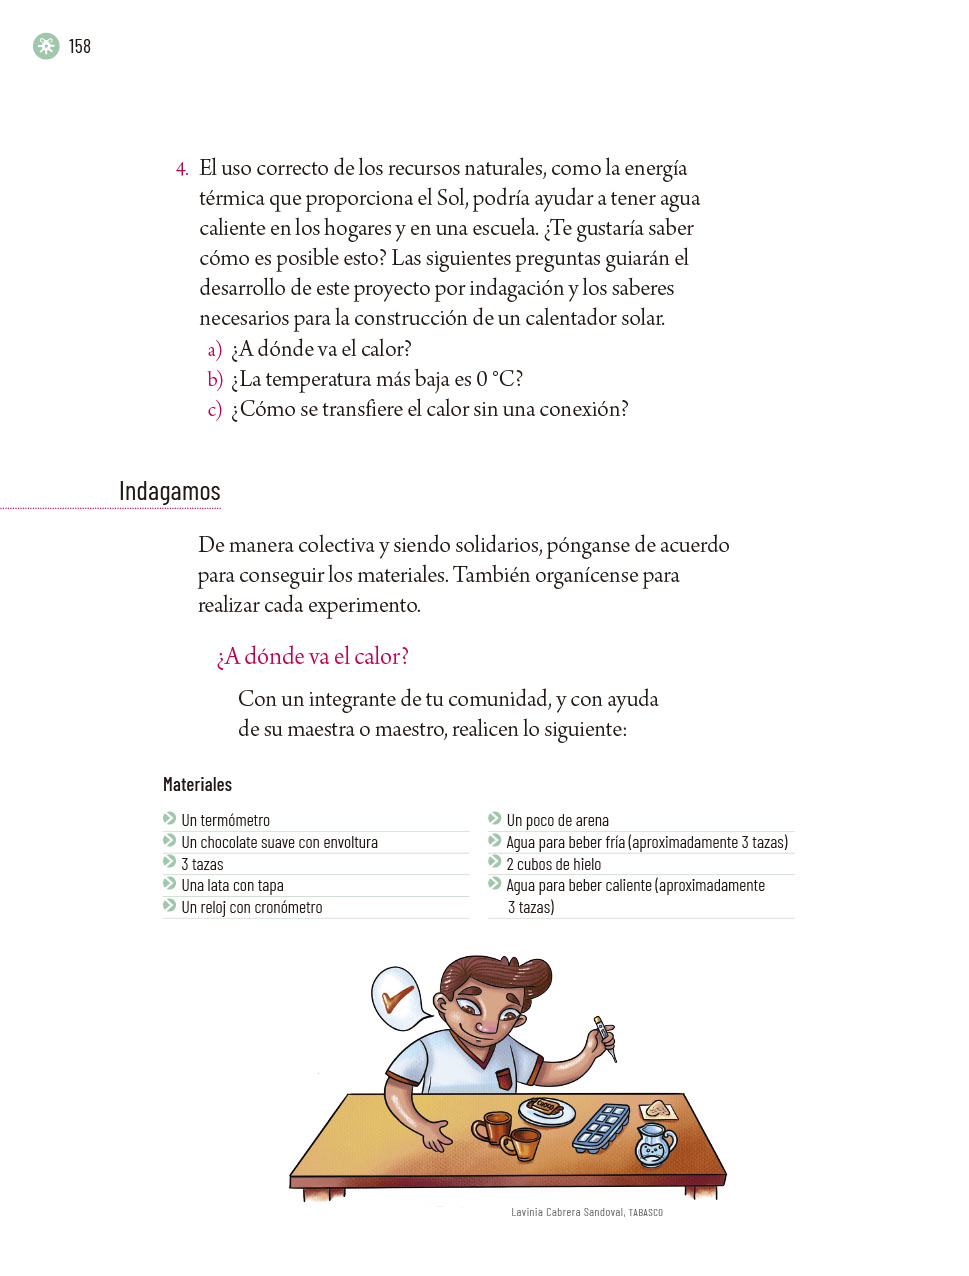 158
4. El uso correcto de los recursos naturales, como la energía
térmica que proporciona el Sol, podría ayudar a tener agua
caliente en los hogares y en una escuela. ¿Te gustaría saber
cómo es posible esto? Las siguientes preguntas guiarán el
desarrollo de este proyecto por indagación y los saberes
necesarios para la construcción de un calentador solar.
a) ¿A dónde va el calor?
b) ¿La temperatura más baja es 0 °C?
c) ¿Cómo se transfiere el calor sin una conexión?
Indagamos
De manera colectiva y siendo solidarios, pónganse de acuerdo
para conseguir los materiales. También organícense para
realizar cada experimento.
¿A dónde va el calor?
Con un integrante de tu comunidad, y con ayuda
de su maestra o maestro, realicen lo siguiente:
Materiales
Un termómetro
Un chocolate suave con envoltura
3 tazas
Una lata con tapa
Un reloj con cronómetro
Un poco de arena
Agua para beber fría (aproximadamente 3 tazas)
2 cubos de hielo
Agua para beber caliente (aproximadamente
3 tazas)
Lavinia Cabrera Sandoval, TABASCO